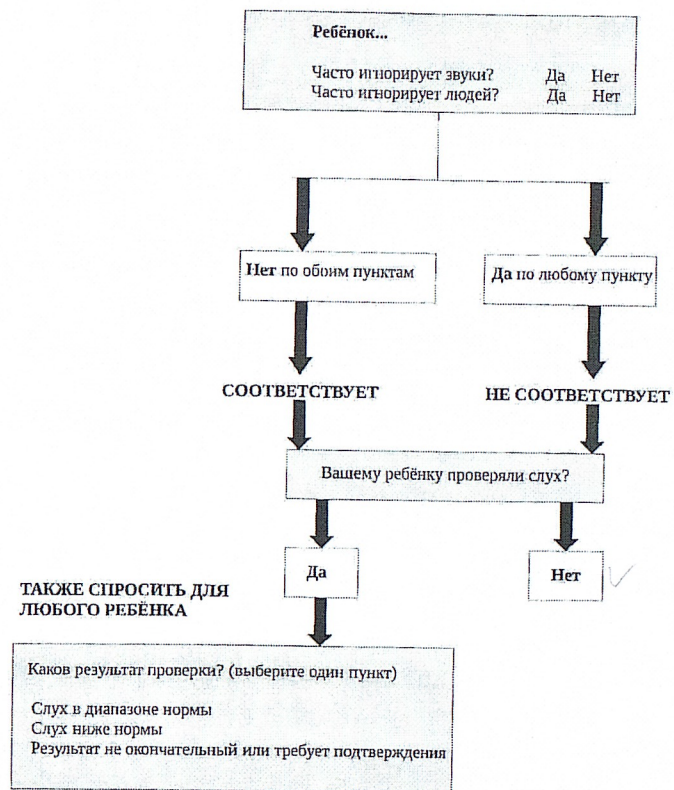 Ребёнок...
Часто игнорирует звуки? Да Нет
Часто игнорирует людей? Да Нет
Нет по обоим пунктам
Да по любому пункту
СООТВЕТСТВУЕТ
НЕ СООТВЕТСТВУЕТ
Вашему ребёнку проверяли слух?
Да
Нет
ТАКЖЕ СПРОСИТЬ ДЛЯ
ЛЮБОГО РЕБЁНКА
Каков результат проверки? (выберите один пункт)
Слух в диапазоне нормы
Слух ниже нормы
Результат не окончательный или требует подтверждения